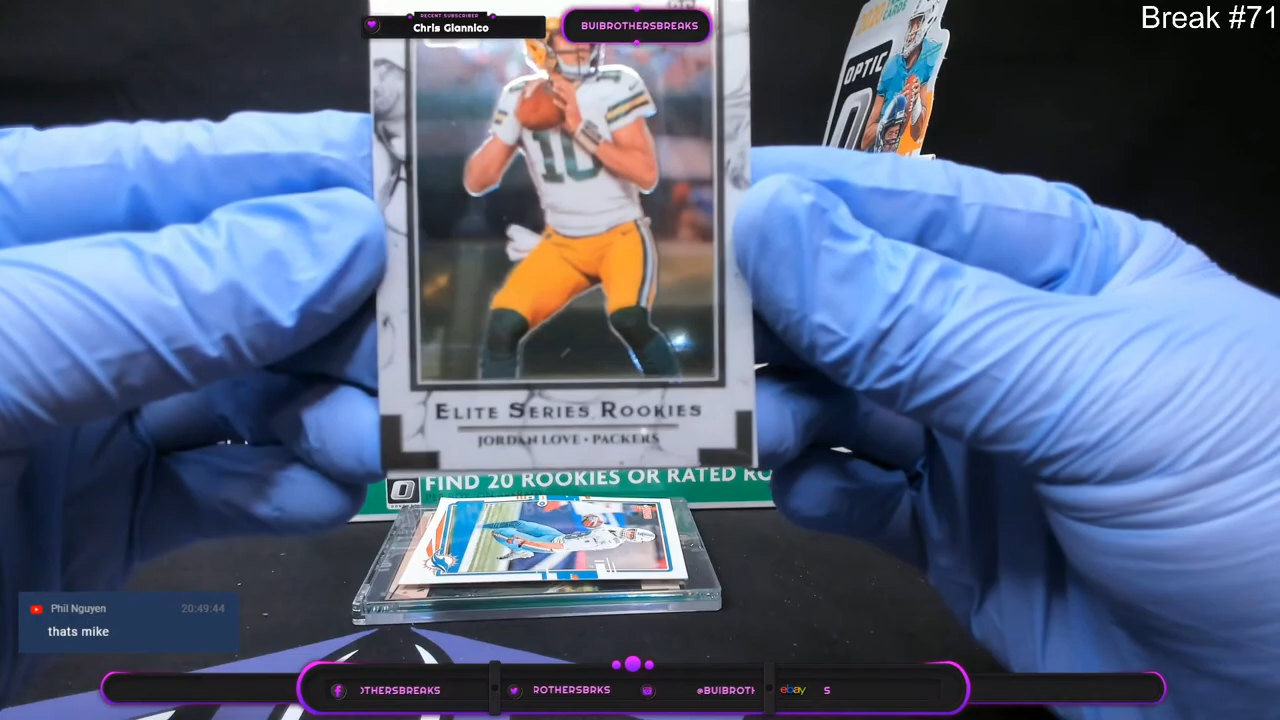 RECENT SUBSCRIBER
Chris Giannico
BUIBROTHERSBREAKS
Break #71
OPTIC
10
ELITE SERIES ROOKIES
JORDAN LOVE • PACKERS
FIND 20 ROOKIES OR RATED RO
Phil Nguyen 20:49:44
thats mike
OTHERSBREAKS
ROTHERSBRKS
@BUIBROTH
ebay S